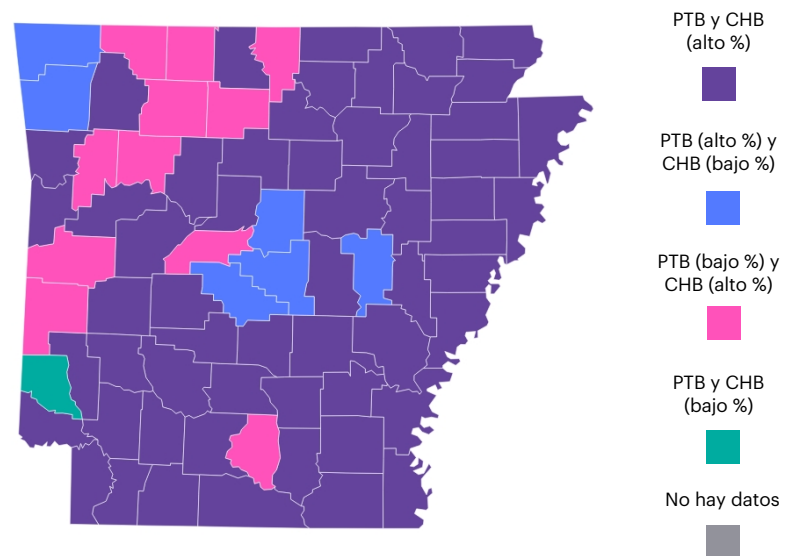 PTB y CHB
(alto %)
PTB (alto %) y
CHB (bajo %)
PTB (bajo %) y
CHB (alto %)
PTB y CHB
(bajo %)
No hay datos